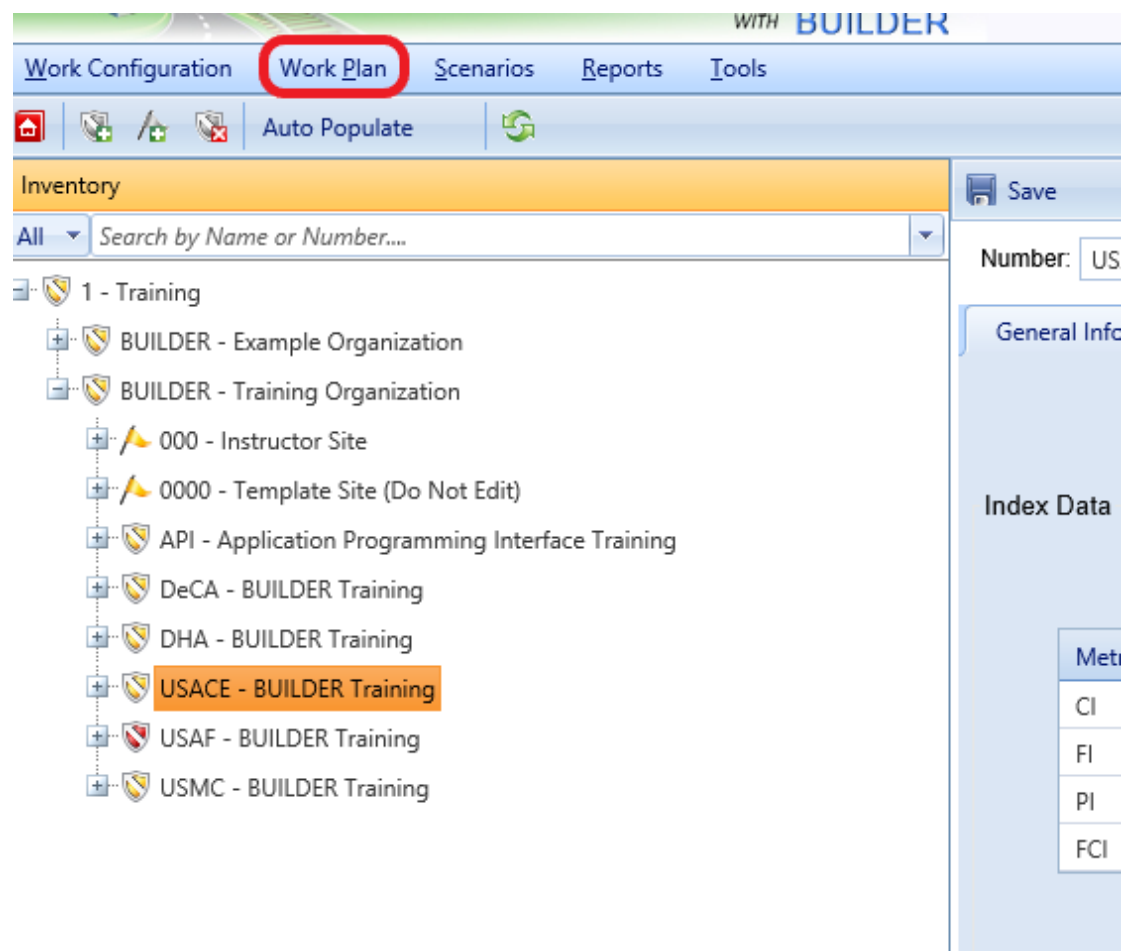 WITH BUILDER
Work Configuration Work Plan Scenarios Reports Tools
Auto Populate
Inventory
All Search by Name or Number....
1 - Training
BUILDER - Example Organization
BUILDER - Training Organization
000 - Instructor Site
0000 - Template Site (Do Not Edit)
API - Application Programming Interface Training
DeCA - BUILDER Training
DHA - BUILDER Training
USACE - BUILDER Training
USAF - BUILDER Training
USMC - BUILDER Training
Save
Number: US
General Info
Index Data
Met
CI
FI
PI
FCI